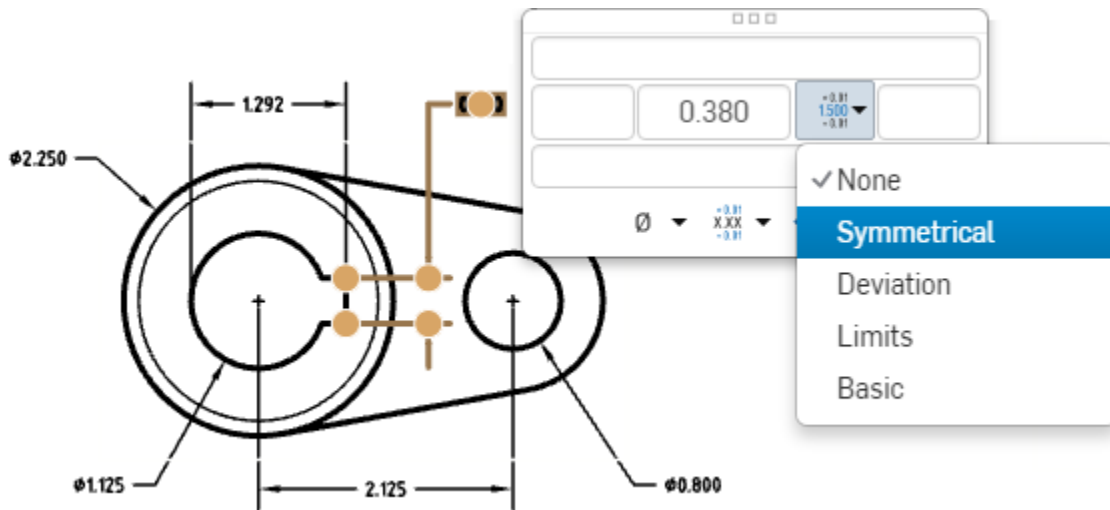 1.292
Ø2.250
0.380
+0.01
1.500
-0.01
Ø
+0.01
X.XX
-0.01
None
Symmetrical
Deviation
Limits
Basic
Ø1.125
2.125
Ø0.800